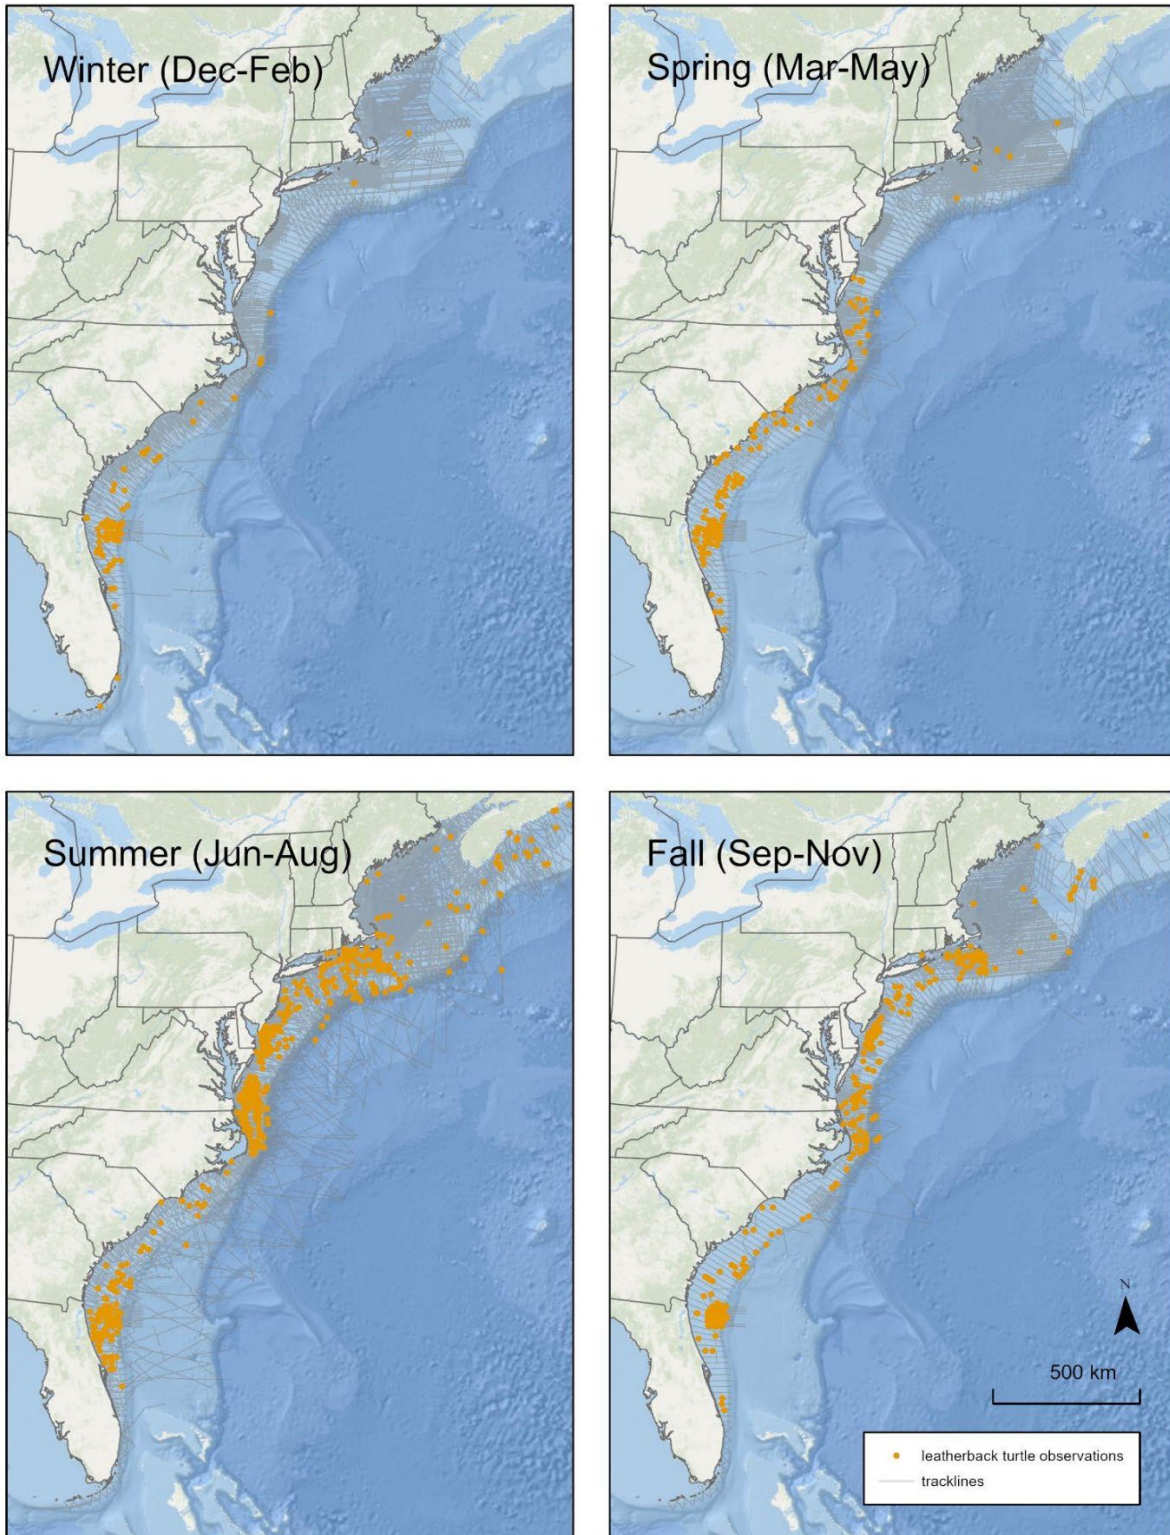 Winter (Dec-Feb)
Spring (Mar-May)
Summer (Jun-Aug)
Fall (Sep-Nov)
N
500 km
leatherback turtle observations
tracklines